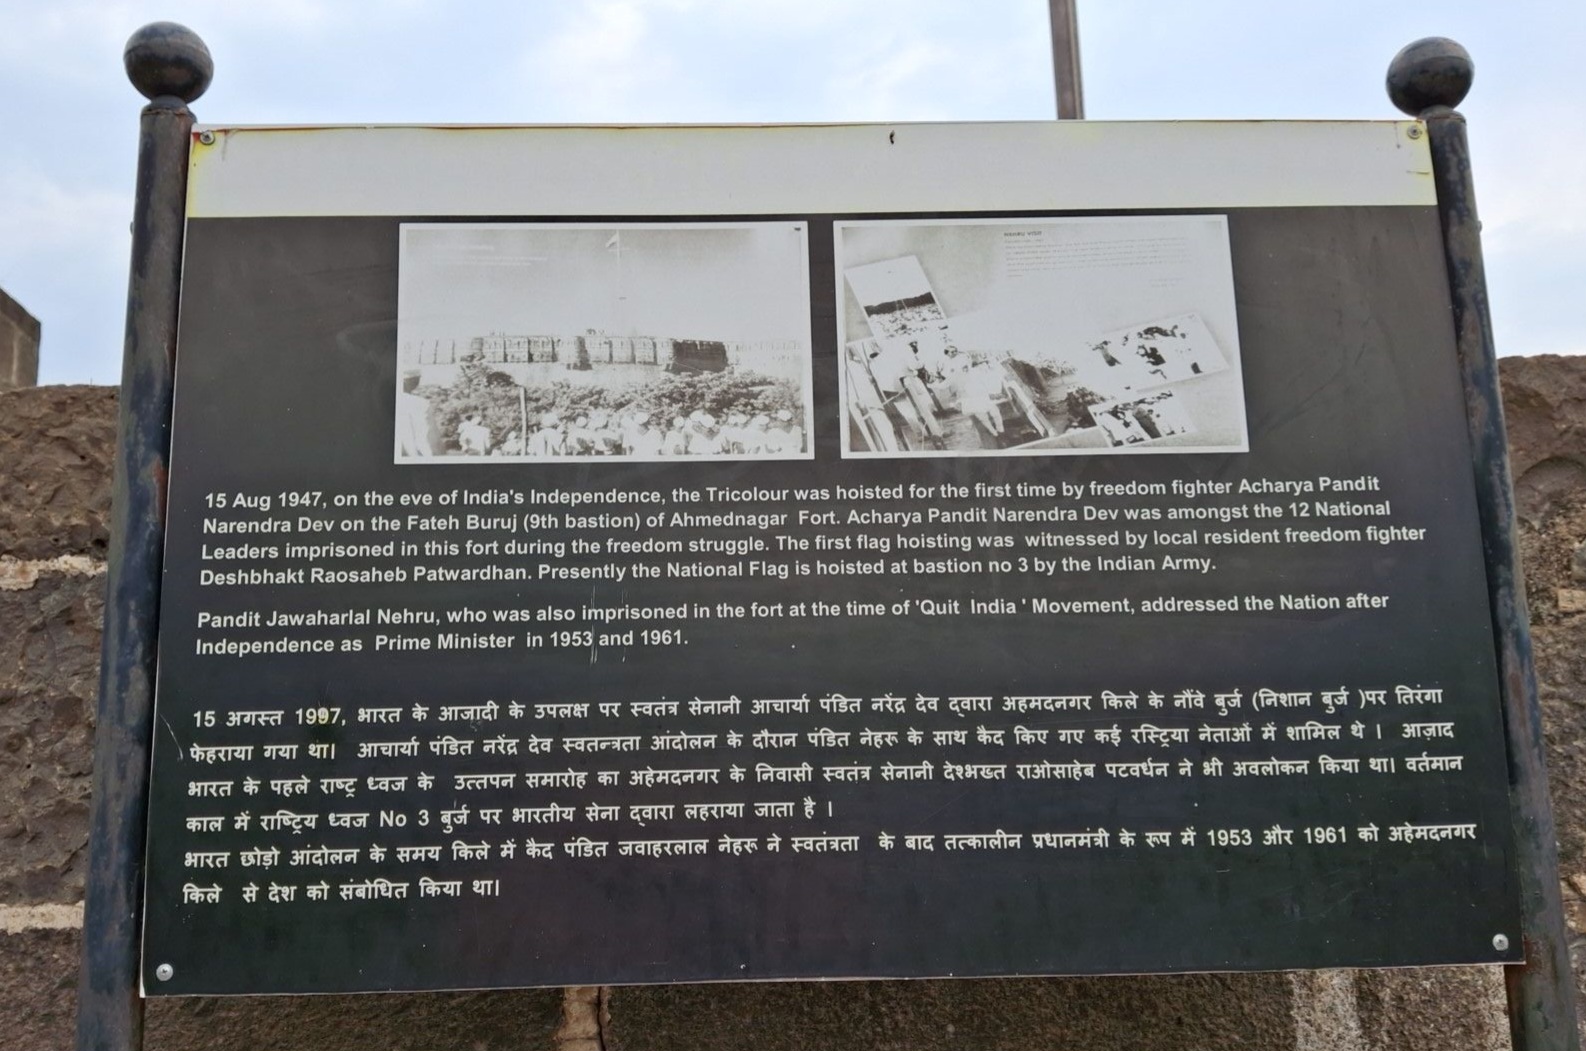 NEHRU VISIT
15 Aug 1947, on the eve of India's Independence, the Tricolour was hoisted for the first time by freedom fighter Acharya Pandit
Narendra Dev on the Fateh Buruj (9th bastion) of Ahmednagar Fort. Acharya Pandit Narendra Dev was amongst the 12 National
Leaders imprisoned in this fort during the freedom struggle. The first flag hoisting was witnessed by local resident freedom fighter
Deshbhakt Raosaheb Patwardhan. Presently the National Flag is hoisted at bastion no 3 by the Indian Army.
Pandit Jawaharlal Nehru, who was also imprisoned in the fort at the time of 'Quit India ' Movement, addressed the Nation after
Independence as Prime Minister in 1953 and 1961.
15 अगस्त 1997, भारत के आजादी के उपलक्ष पर स्वतंत्र सेनानी आचार्या पंडित नरेंद्र देव द्वारा अहमदनगर किले के नौंवे बुर्ज (निशान बुर्ज )पर तिरंगा
फेहराया गया था। आचार्या पंडित नरेंद्र देव स्वतन्त्रता आंदोलन के दौरान पंडित नेहरू के साथ कैद किए गए कई रस्ट्रिया नेताओं में शामिल थे । आज़ाद
भारत के पहले राष्ट्र ध्वज के उत्तपन समारोह का अहेमदनगर के निवासी स्वतंत्र सेनानी देश्भख्त राओसाहेब पटवर्धन ने भी अवलोकन किया था। वर्तमान
काल में राष्ट्रिय ध्वज No 3 बुर्ज पर भारतीय सेना द्वारा लहराया जाता है ।
भारत छोड़ो आंदोलन के समय किले में कैद पंडित जवाहरलाल नेहरू ने स्वतंत्रता के बाद तत्कालीन प्रधानमंत्री के रूप में 1953 और 1961 को अहेमदनगर
किले से देश को संबोधित किया था।